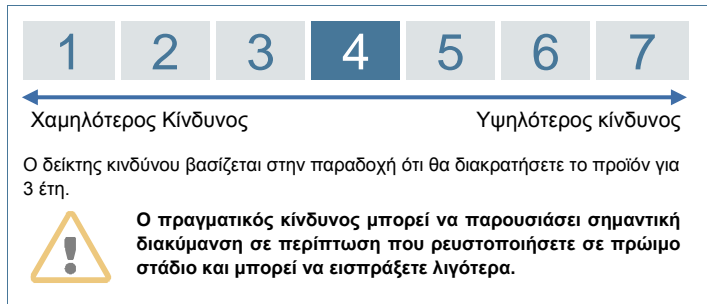 1 2 3 4 5 6 7
Χαμηλότερος Κίνδυνος Υψηλότερος κίνδυνος
Ο δείκτης κινδύνου βασίζεται στην παραδοχή ότι θα διακρατήσετε το προϊόν για
3 έτη.
Ο πραγματικός κίνδυνος μπορεί να παρουσιάσει σημαντική
διακύμανση σε περίπτωση που ρευστοποιήσετε σε πρώιμο
στάδιο και μπορεί να εισπράξετε λιγότερα.